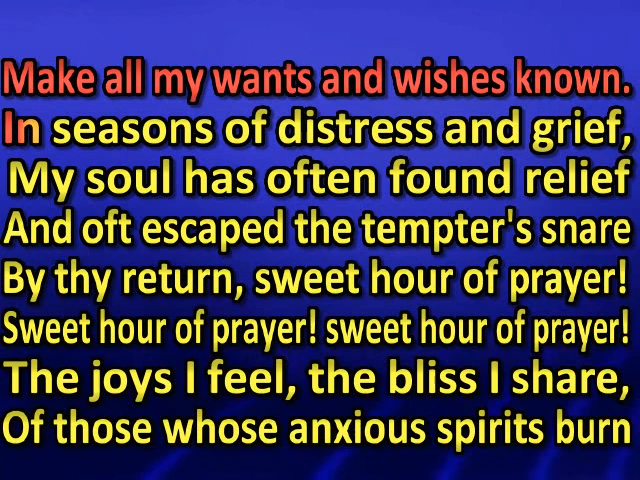 Make all my wants and wishes known.
In seasons of distress and grief,
My soul has often found relief
And oft escaped the tempter's snare
By thy return, sweet hour of prayer!
Sweet hour of prayer! sweet hour of prayer!
The joys I feel, the bliss I share,
Of those whose anxious spirits burn